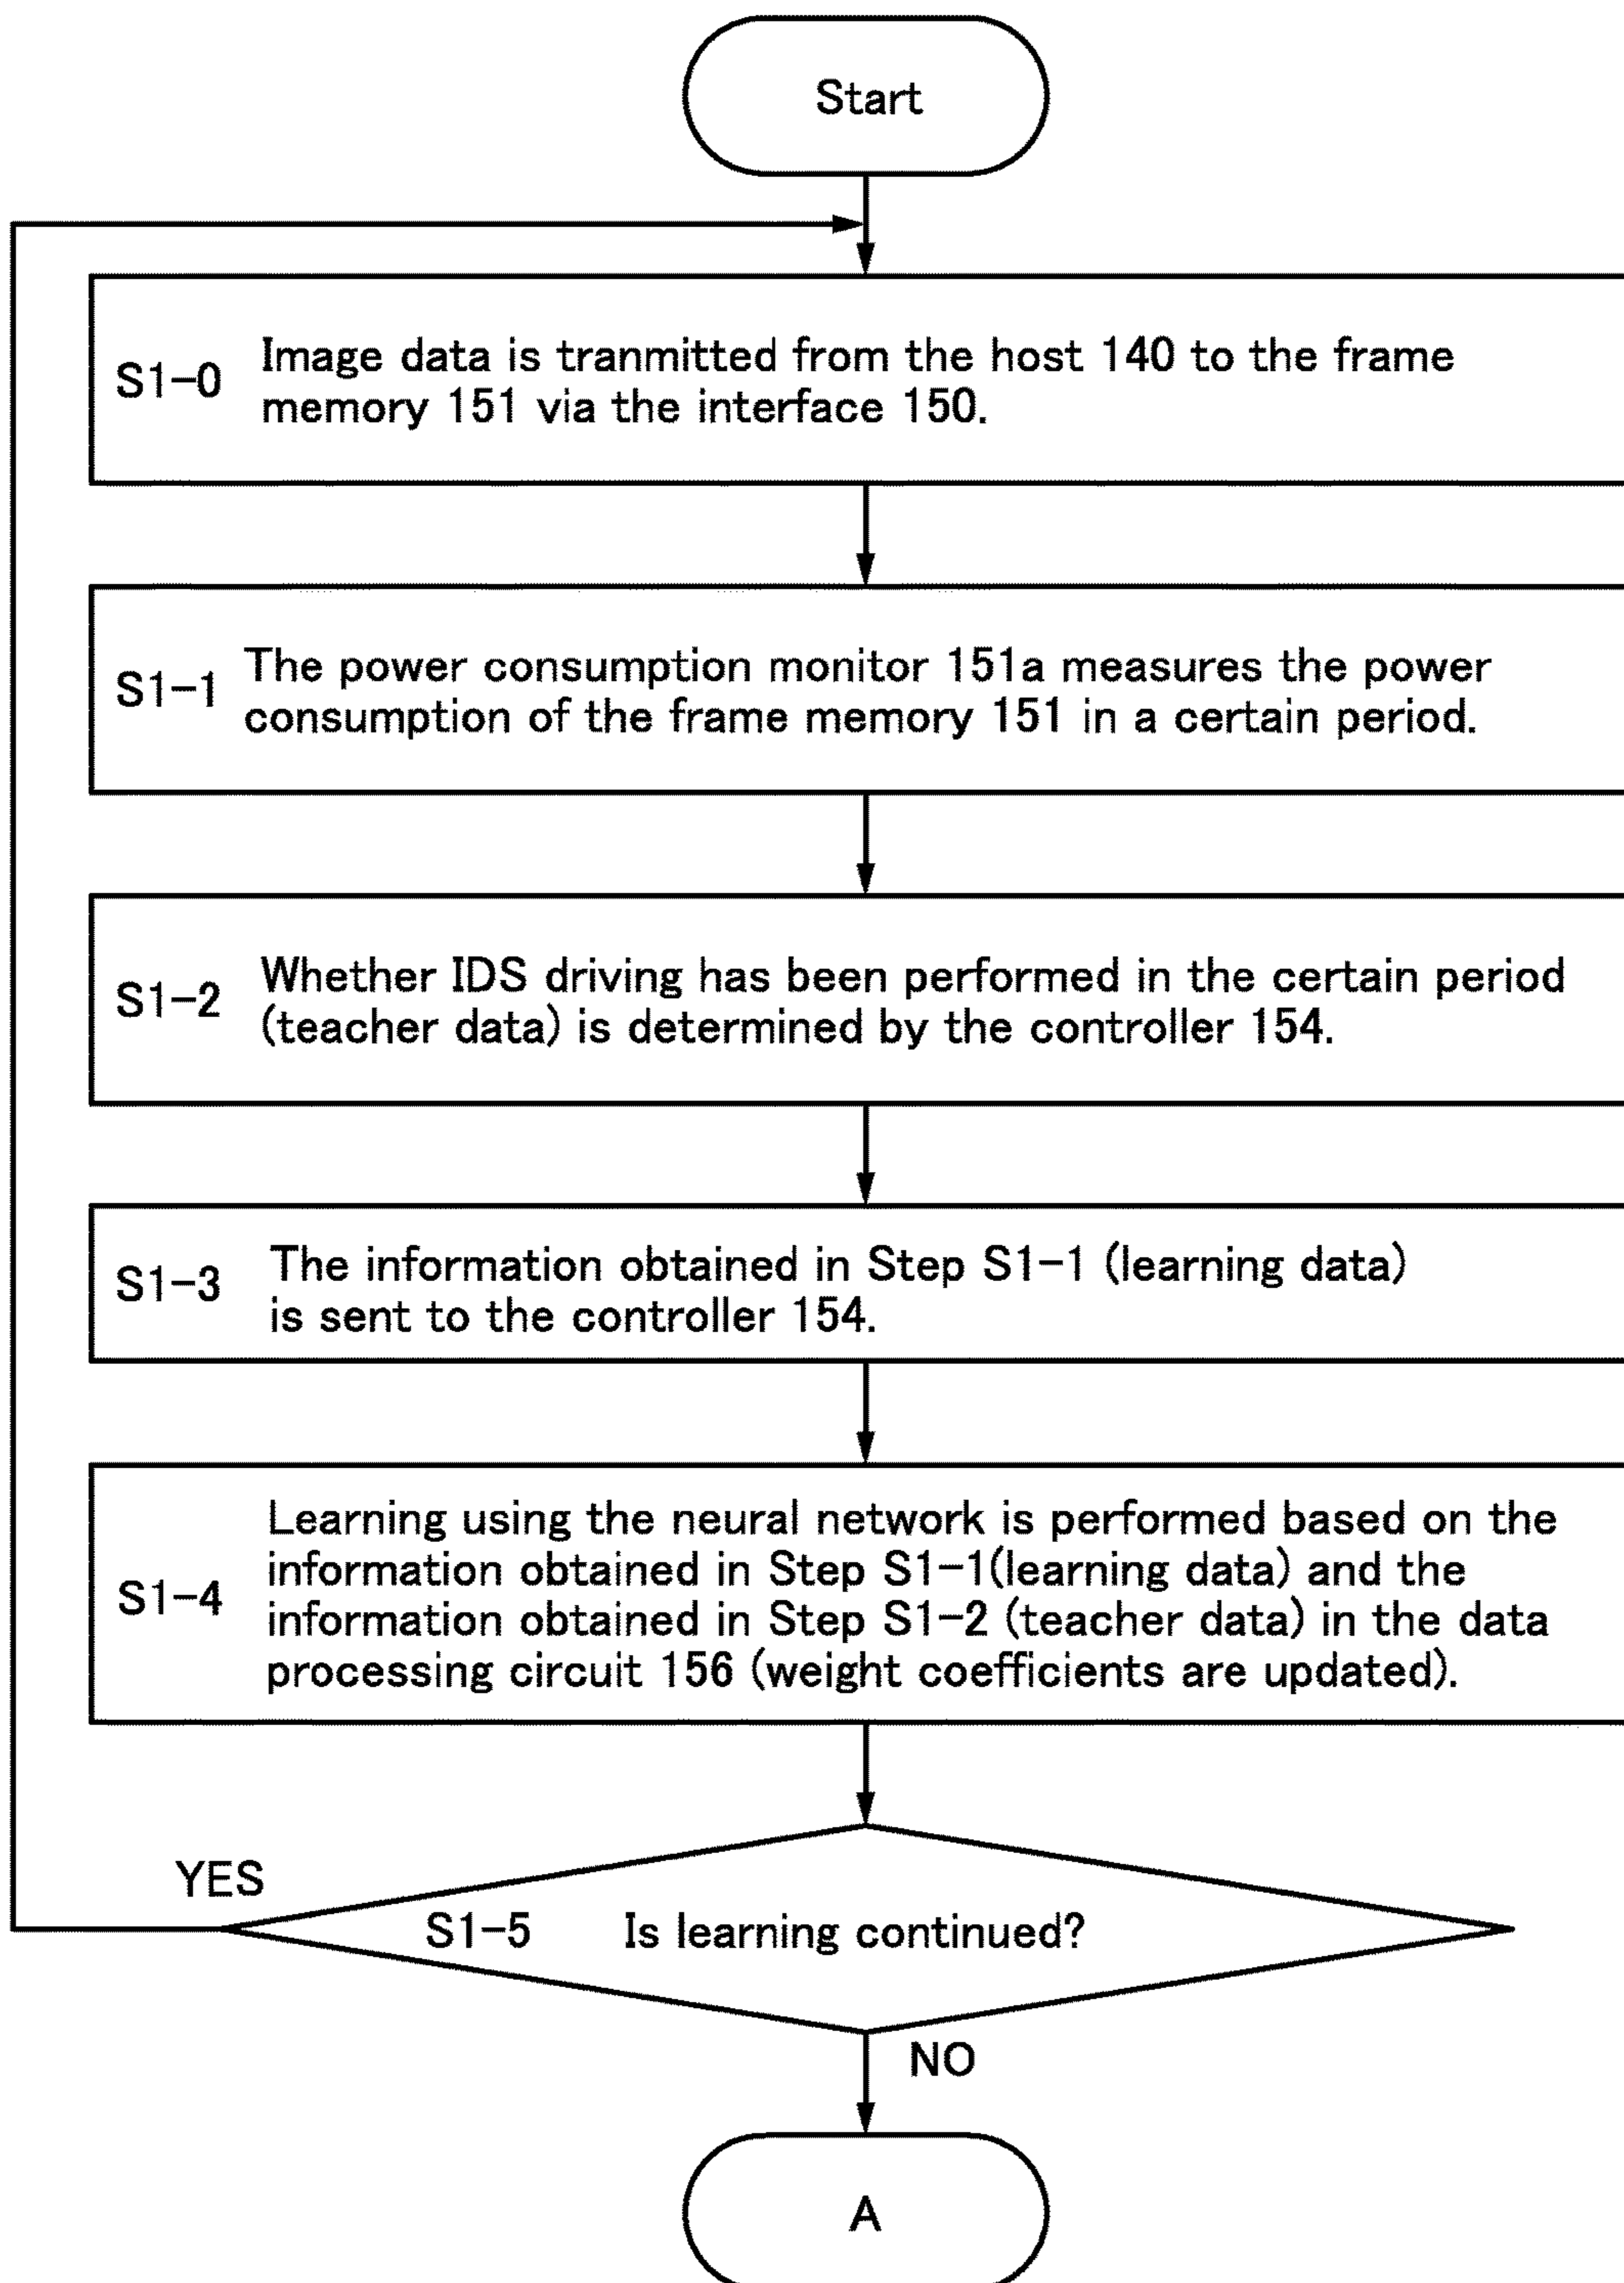 Start
S1-0
Image data is tranmitted from the host 140 to the frame
memory 151 via the interface 150.
S1-1
The power consumption monitor 151a measures the power
consumption of the frame memory 151 in a certain period.
S1-2
Whether IDS driving has been performed in the certain period
(teacher data) is determined by the controller 154.
S1-3
The information obtained in Step S1-1 (learning data)
is sent to the controller 154.
S1-4
Learning using the neural network is performed based on the
information obtained in Step S1-1(learning data) and the
information obtained in Step S1-2 (teacher data) in the data
processing circuit 156 (weight coefficients are updated).
YES
S1-5 Is learning continued?
NO
A